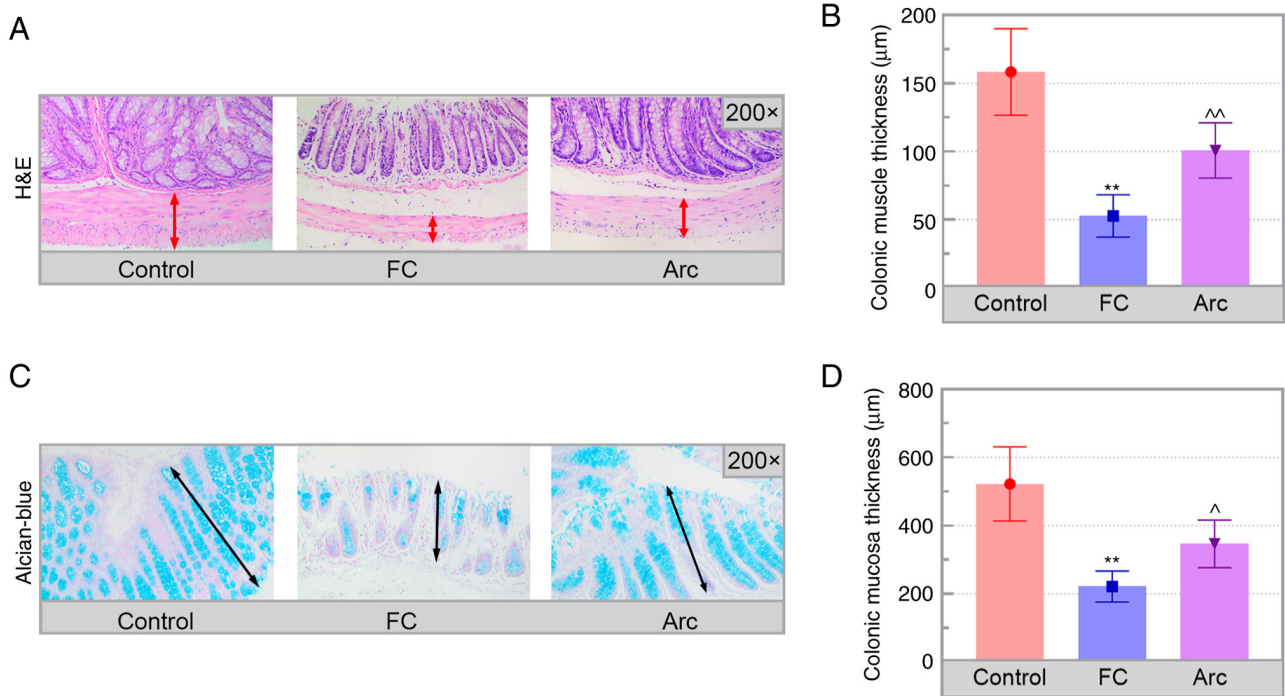 A
H&E
200×
Control FC Arc
B
Colonic muscle thickness (µm)
200
150
100
50
0
^^
**
Control FC Arc
C
Alcian-blue
200×
Control FC Arc
D
Colonic mucosa thickness (µm)
800
600
400
200
0
^
**
Control FC Arc